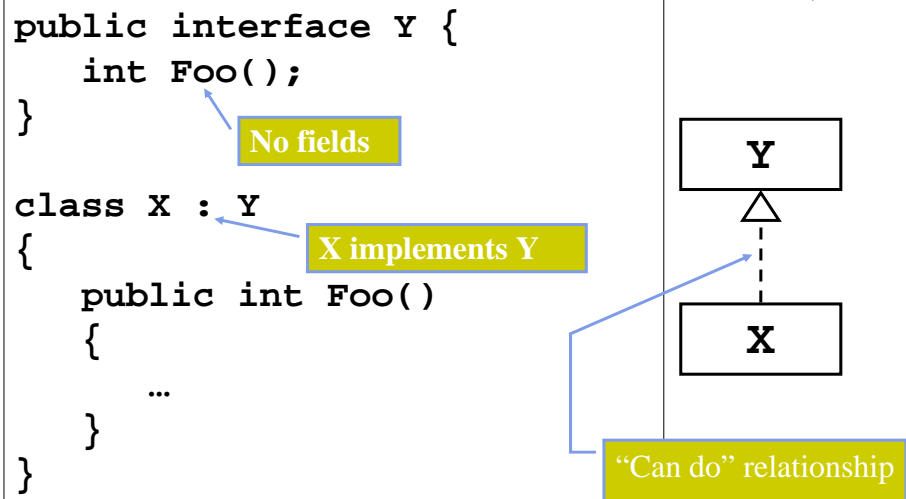 public interface Y {
int Foo();
}
No fields
Y
class X : Y
{
X implements Y
public int Foo()
{
X
…
}
}
“Can do” relationship